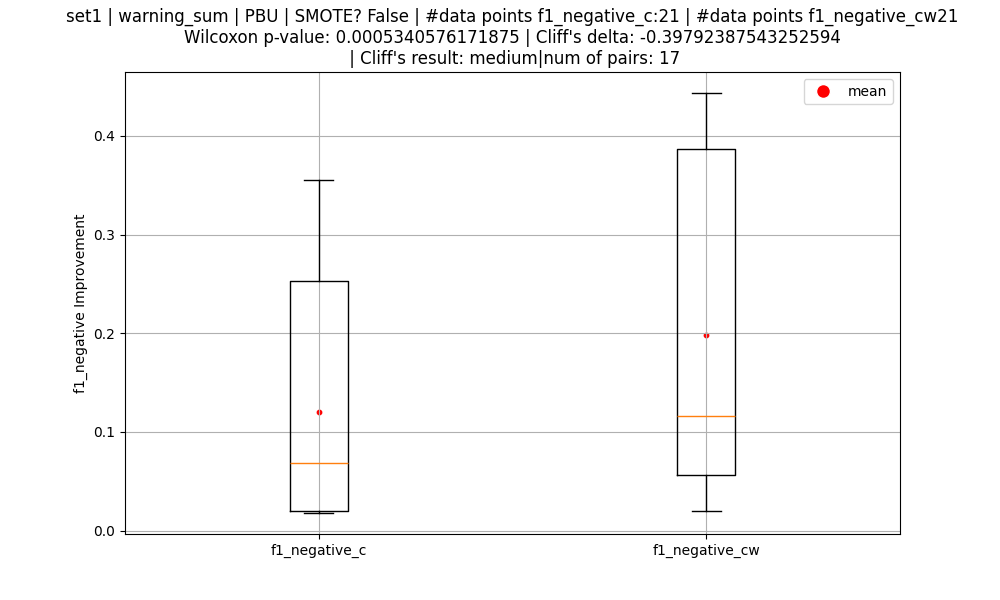 set1 | warning_sum | PBU | SMOTE? False | #data points f1_negative_c:21 | #data points f1_negative_cw21
Wilcoxon p-value: 0.0005340576171875 | Cliff's delta: -0.39792387543252594
| Cliff's result: medium|num of pairs: 17
mean
0.4
0.3
0.2
0.1
0.0
f1_negative Improvement
f1_negative_c
f1_negative_cw